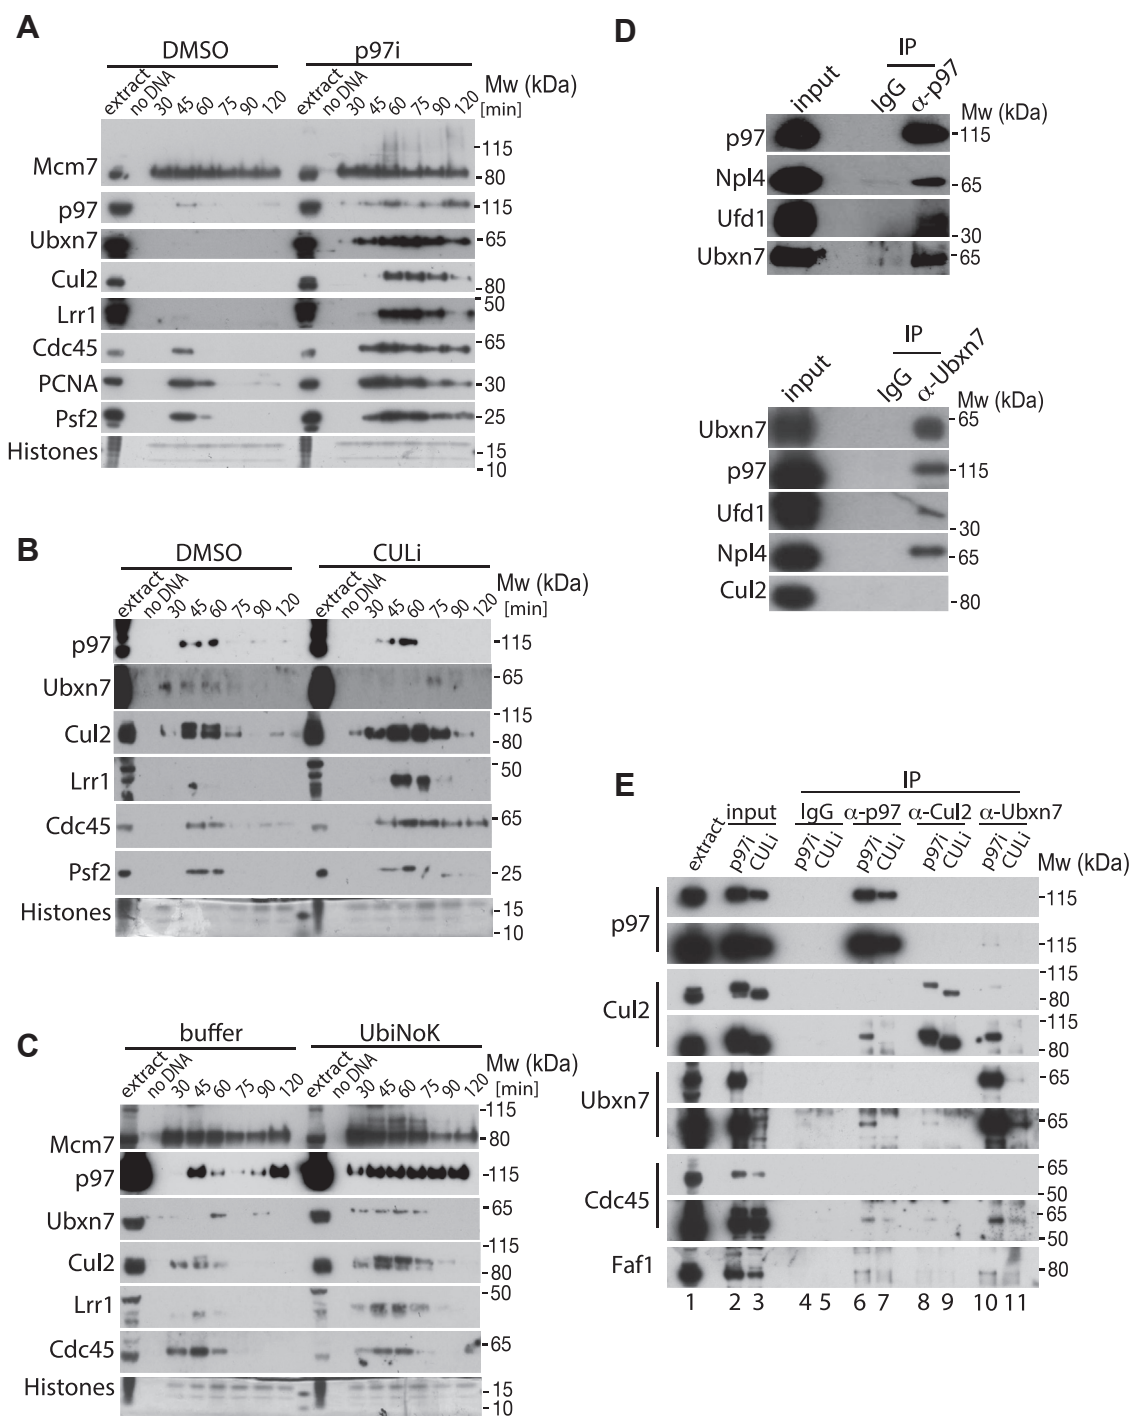 A
DMSO p97i
extract no DNA 30 45 60 75 90 120 extract no DNA 30 45 60 75 90 120 Mw (kDa)
[min]
Mcm7 -115
-80
p97 -115
Ubxn7 -65
Cul2 -80
Lrr1 -50
Cdc45 -65
PCNA -30
Psf2 -25
Histones -15
-10
B
DMSO CULi
extract no DNA 30 45 60 75 90 120 extract no DNA 30 45 60 75 90 120 Mw (kDa)
[min]
p97 -115
Ubxn7 -65
Cul2 -115
-80
Lrr1 -50
Cdc45 -65
Psf2 -25
Histones -15
-10
C
buffer UbiNoK
extract no DNA 30 45 60 75 90 120 extract no DNA 30 45 60 75 90 120 Mw (kDa)
[min]
Mcm7 -115
-80
p97 -115
Ubxn7 -65
Cul2 -115
-80
Lrr1 -50
Cdc45 -65
Histones -15
-10
D
IP
input IgG α-p97
Mw (kDa)
p97 -115
Npl4 -65
Ufd1 -30
Ubxn7 -65
IP
input IgG α-Ubxn7
Mw (kDa)
Ubxn7 -65
p97 -115
Ufd1 -30
Npl4 -65
Cul2 -80
E
IP
input IgG α-p97 α-Cul2 α-Ubxn7
extract p97i CULi p97i CULi p97i CULi p97i CULi p97i CULi Mw (kDa)
p97 -115
-115
Cul2 -115
-80
-115
-80
Ubxn7 -65
-65
Cdc45 -65
-50
-65
-50
Faf1 -80
1 2 3 4 5 6 7 8 9 10 11